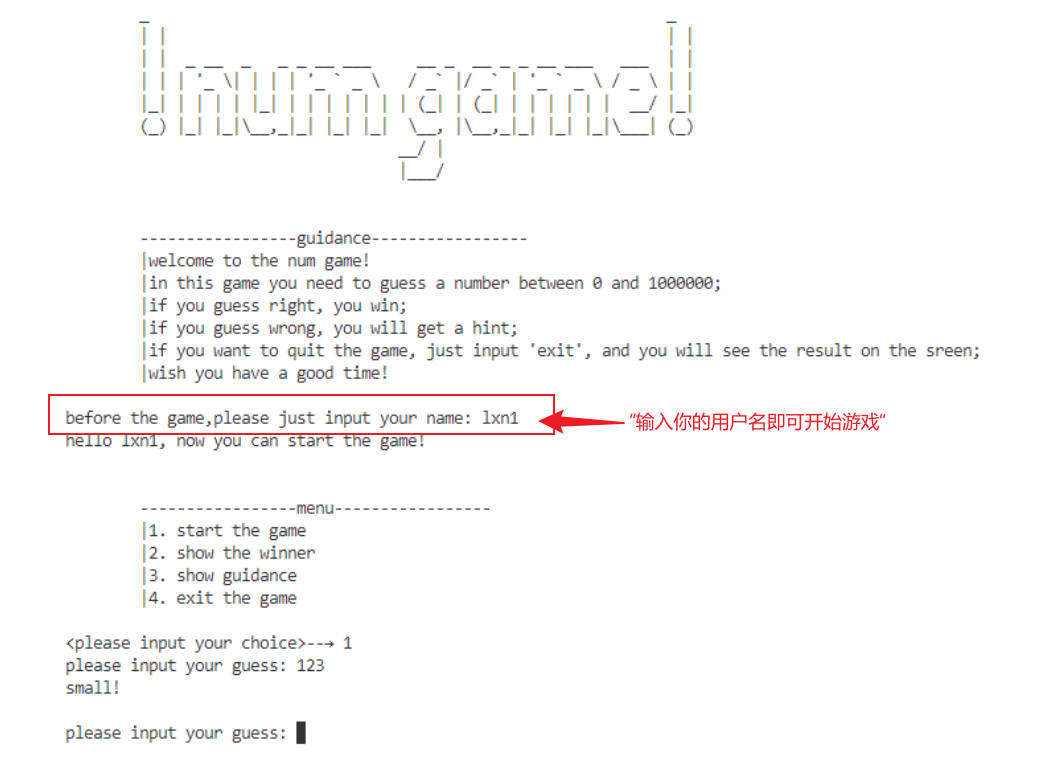 !num game!
-----------------guidance-----------------
|welcome to the num game!
|in this game you need to guess a number between 0 and 1000000;
|if you guess right, you win;
|if you guess wrong, you will get a hint;
|if you want to quit the game, just input 'exit', and you will see the result on the sreen;
|wish you have a good time!
before the game,please just input your name: lxn1
"输入你的用户名即可开始游戏"
hello lxn1, now you can start the game!
-----------------menu-----------------
|1. start the game
|2. show the winner
|3. show guidance
|4. exit the game
<please input your choice>--→ 1
please input your guess: 123
small!
please input your guess: